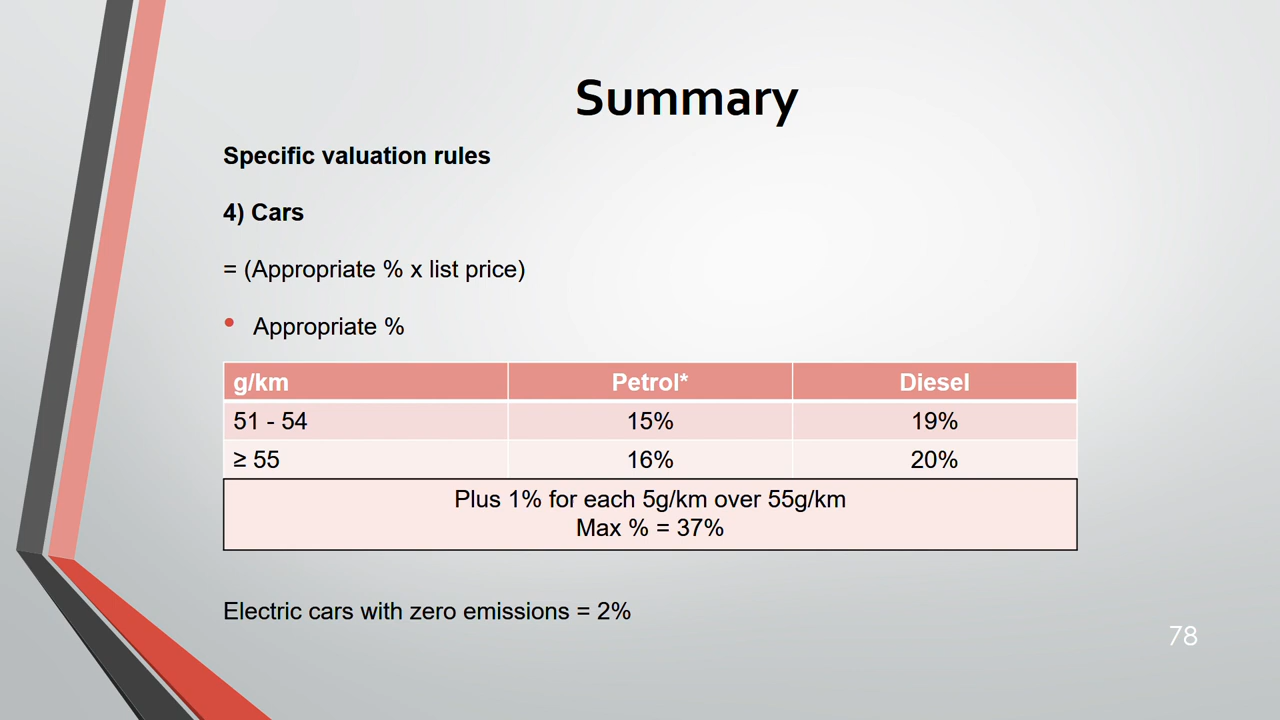 Summary
Specific valuation rules
4) Cars
= (Appropriate % x list price)
• Appropriate %
g/km Petrol* Diesel
51 - 54 15% 19%
≥ 55 16% 20%
Plus 1% for each 5g/km over 55g/km
Max % = 37%
Electric cars with zero emissions = 2%
78